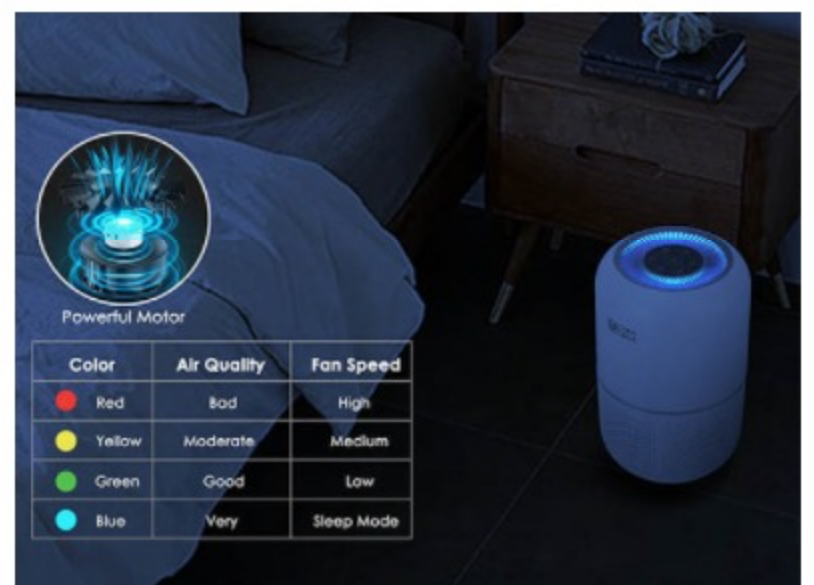 Powerful Motor
Color Air Quality Fan Speed
Red Bad High
Yellow Moderate Medium
Green Good Low
Blue Very Sleep Mode